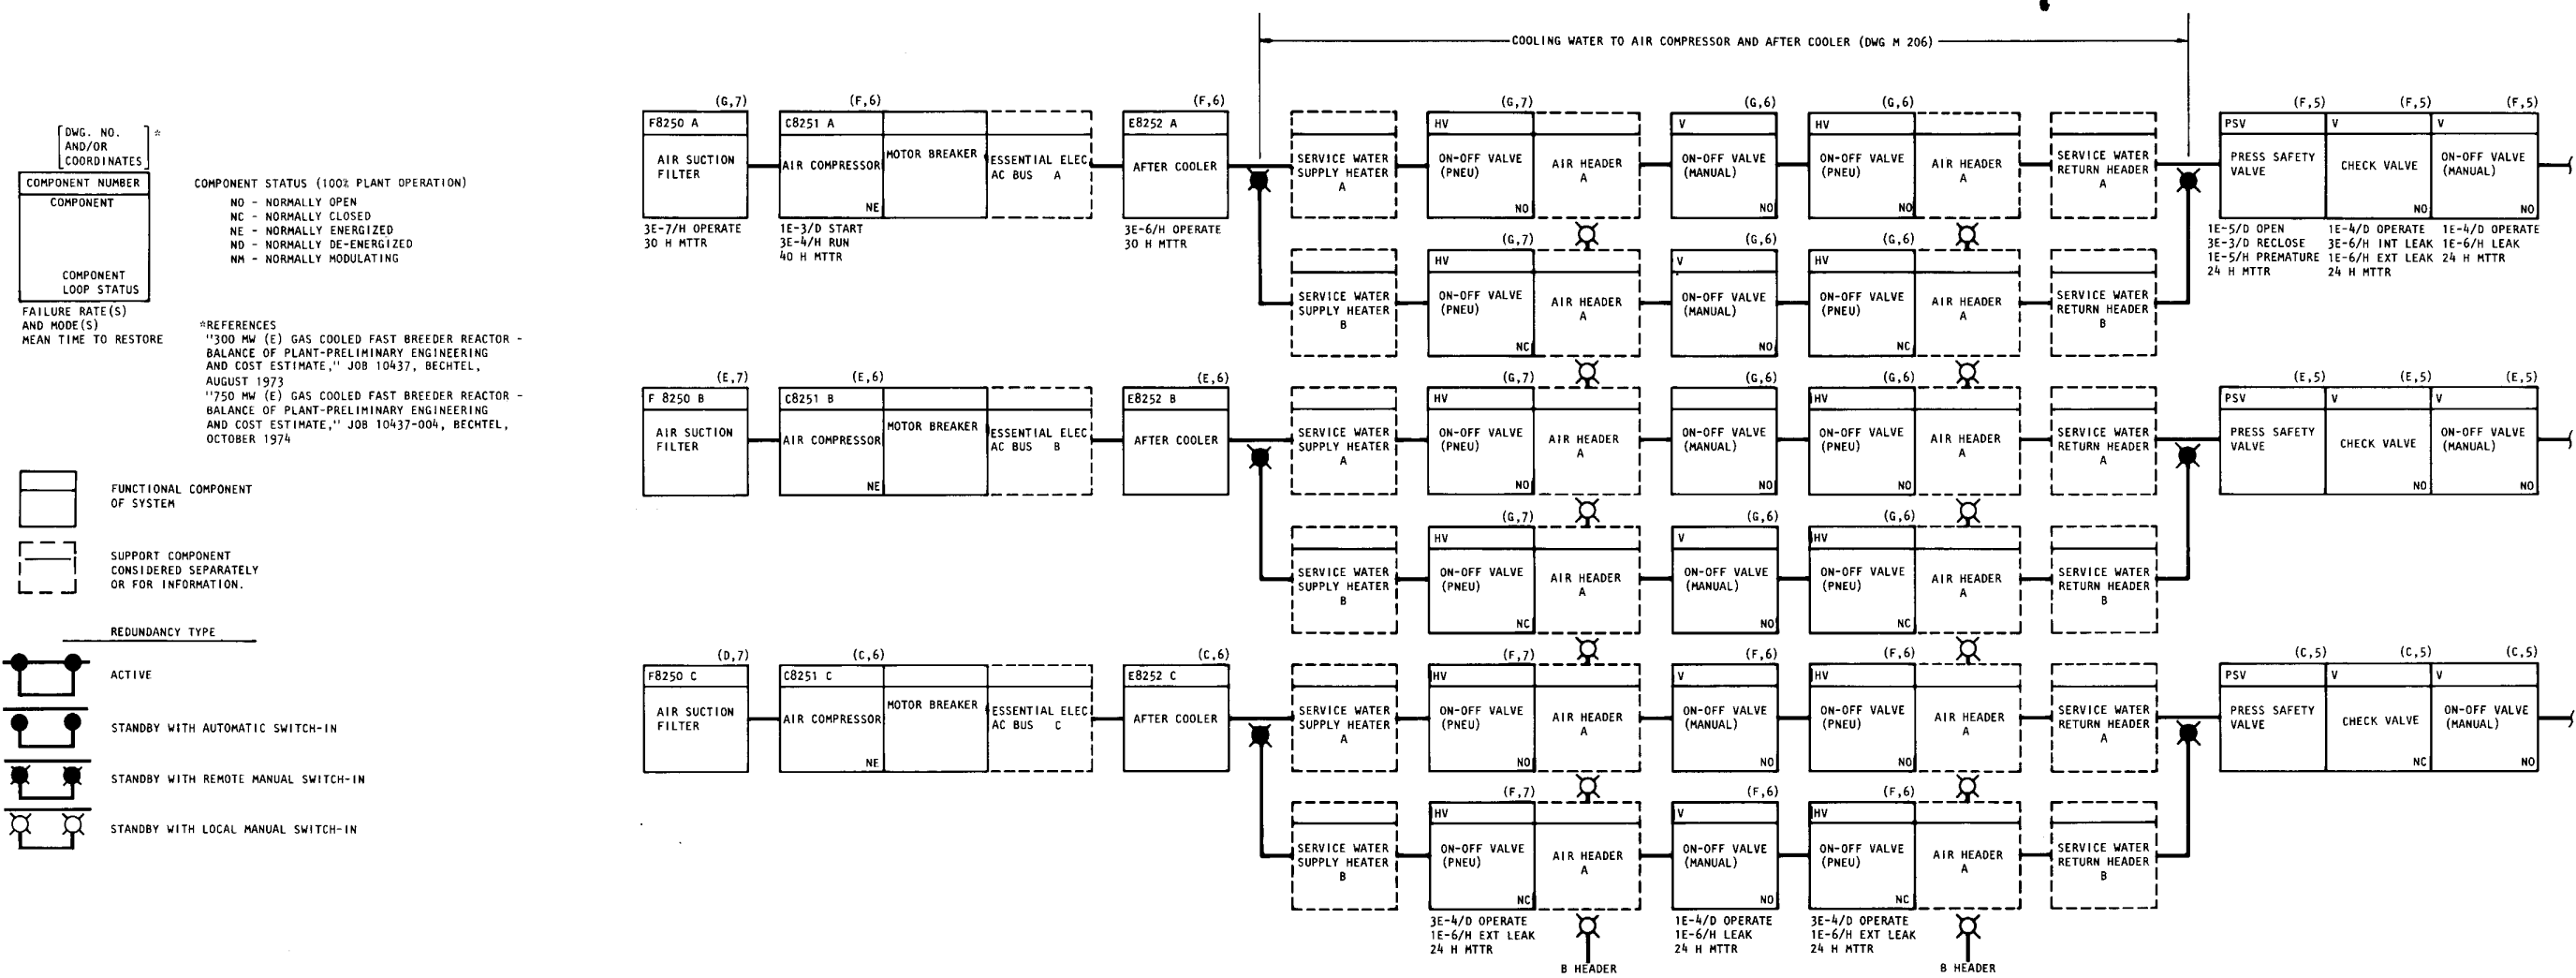 COOLING WATER TO AIR COMPRESSOR AND AFTER COOLER (DWG M 206)
[DWG. NO.
AND/OR
COORDINATES] *
COMPONENT NUMBER
COMPONENT
COMPONENT
LOOP STATUS
FAILURE RATE(S)
AND MODE(S)
MEAN TIME TO RESTORE
COMPONENT STATUS (100% PLANT OPERATION)
NO - NORMALLY OPEN
NC - NORMALLY CLOSED
NE - NORMALLY ENERGIZED
ND - NORMALLY DE-ENERGIZED
NM - NORMALLY MODULATING
*REFERENCES
"300 MW (E) GAS COOLED FAST BREEDER REACTOR -
BALANCE OF PLANT-PRELIMINARY ENGINEERING
AND COST ESTIMATE," JOB 10437, BECHTEL,
AUGUST 1973
"750 MW (E) GAS COOLED FAST BREEDER REACTOR -
BALANCE OF PLANT-PRELIMINARY ENGINEERING
AND COST ESTIMATE," JOB 10437-004, BECHTEL,
OCTOBER 1974
FUNCTIONAL COMPONENT
OF SYSTEM
SUPPORT COMPONENT
CONSIDERED SEPARATELY
OR FOR INFORMATION.
REDUNDANCY TYPE
ACTIVE
STANDBY WITH AUTOMATIC SWITCH-IN
STANDBY WITH REMOTE MANUAL SWITCH-IN
STANDBY WITH LOCAL MANUAL SWITCH-IN
(G,7)
F8250 A
AIR SUCTION
FILTER
3E-7/H OPERATE
30 H MTTR
(F,6)
C8251 A
AIR COMPRESSOR
NE
MOTOR BREAKER
ESSENTIAL ELEC
AC BUS A
1E-3/D START
3E-4/H RUN
40 H MTTR
(F,6)
E8252 A
AFTER COOLER
3E-6/H OPERATE
30 H MTTR
SERVICE WATER
SUPPLY HEATER
A
(G,7)
HV
ON-OFF VALVE
(PNEU)
NO
AIR HEADER
A
(G,6)
V
ON-OFF VALVE
(MANUAL)
NO
(G,6)
HV
ON-OFF VALVE
(PNEU)
NO
AIR HEADER
A
SERVICE WATER
RETURN HEADER
A
(F,5)
PSV
PRESS SAFETY
VALVE
1E-5/D OPEN
3E-3/D RECLOSE
1E-5/H PREMATURE
24 H MTTR
(F,5)
V
CHECK VALVE
NO
1E-4/D OPERATE
3E-6/H INT LEAK
1E-6/H EXT LEAK
24 H MTTR
(F,5)
V
ON-OFF VALVE
(MANUAL)
NO
1E-4/D OPERATE
1E-6/H LEAK
24 H MTTR
SERVICE WATER
SUPPLY HEATER
B
(G,7)
HV
ON-OFF VALVE
(PNEU)
NC
AIR HEADER
A
(G,6)
V
ON-OFF VALVE
(MANUAL)
NO
(G,6)
HV
ON-OFF VALVE
(PNEU)
NC
AIR HEADER
A
SERVICE WATER
RETURN HEADER
B
(E,7)
F 8250 B
AIR SUCTION
FILTER
(E,6)
C8251 B
AIR COMPRESSOR
NE
MOTOR BREAKER
ESSENTIAL ELEC
AC BUS B
(E,6)
E8252 B
AFTER COOLER
SERVICE WATER
SUPPLY HEATER
A
(G,7)
HV
ON-OFF VALVE
(PNEU)
NO
AIR HEADER
A
(G,6)
V
ON-OFF VALVE
(MANUAL)
NO
(G,6)
HV
ON-OFF VALVE
(PNEU)
NO
AIR HEADER
A
SERVICE WATER
RETURN HEADER
A
(E,5)
PSV
PRESS SAFETY
VALVE
(E,5)
V
CHECK VALVE
NO
(E,5)
V
ON-OFF VALVE
(MANUAL)
NO
SERVICE WATER
SUPPLY HEATER
B
(G,7)
HV
ON-OFF VALVE
(PNEU)
NC
AIR HEADER
A
(G,6)
V
ON-OFF VALVE
(MANUAL)
NO
(G,6)
HV
ON-OFF VALVE
(PNEU)
NC
AIR HEADER
A
SERVICE WATER
RETURN HEADER
B
(D,7)
F8250 C
AIR SUCTION
FILTER
(C,6)
C8251 C
AIR COMPRESSOR
NE
MOTOR BREAKER
ESSENTIAL ELEC
AC BUS C
(C,6)
E8252 C
AFTER COOLER
SERVICE WATER
SUPPLY HEATER
A
(F,7)
HV
ON-OFF VALVE
(PNEU)
NO
AIR HEADER
A
(F,6)
V
ON-OFF VALVE
(MANUAL)
NO
(F,6)
HV
ON-OFF VALVE
(PNEU)
NO
AIR HEADER
A
SERVICE WATER
RETURN HEADER
A
(C,5)
PSV
PRESS SAFETY
VALVE
(C,5)
V
CHECK VALVE
NC
(C,5)
V
ON-OFF VALVE
(MANUAL)
NO
SERVICE WATER
SUPPLY HEATER
B
(F,7)
HV
ON-OFF VALVE
(PNEU)
NC
AIR HEADER
A
3E-4/D OPERATE
1E-6/H EXT LEAK
24 H MTTR
B HEADER
(F,6)
V
ON-OFF VALVE
(MANUAL)
NO
1E-4/D OPERATE
1E-6/H LEAK
24 H MTTR
(F,6)
HV
ON-OFF VALVE
(PNEU)
NC
AIR HEADER
A
3E-4/D OPERATE
1E-6/H EXT LEAK
24 H MTTR
B HEADER
SERVICE WATER
RETURN HEADER
B